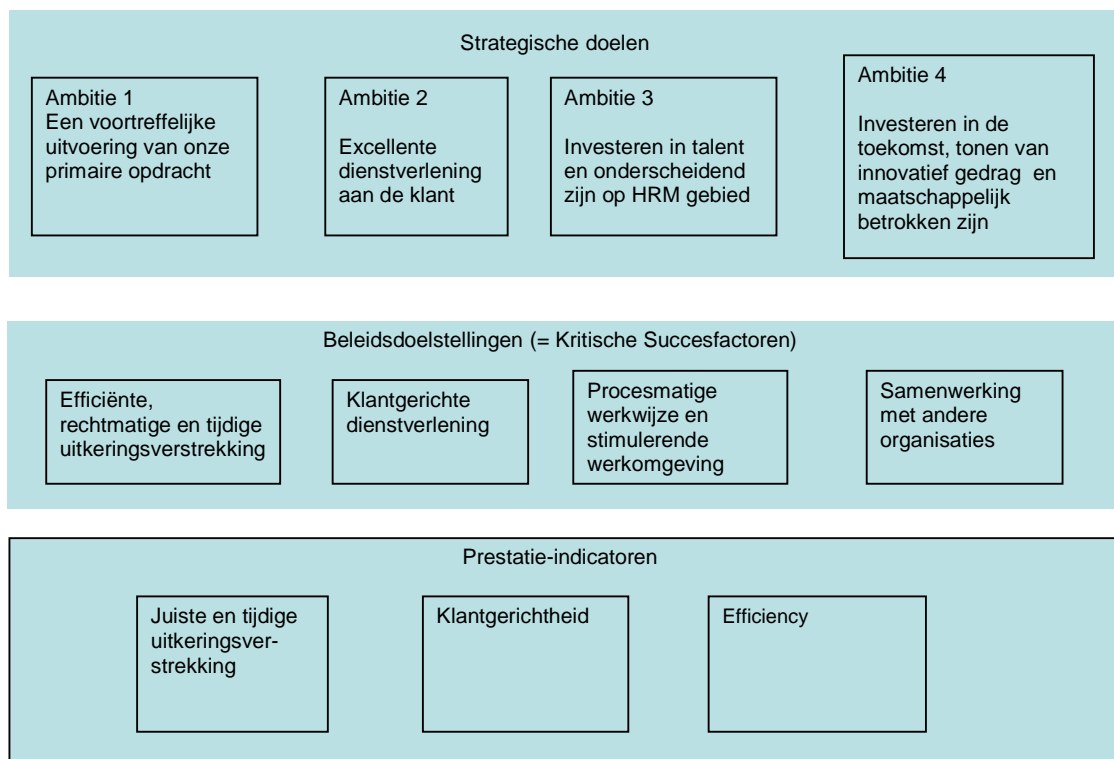 Strategische doelen
Ambitie 1
Een voortreffelijke
uitvoering van onze
primaire opdracht
Ambitie 2
Excellente
dienstverlening
aan de klant
Ambitie 3
Investeren in talent
en onderscheidend
zijn op HRM gebied
Ambitie 4
Investeren in de
toekomst, tonen van
innovatief gedrag en
maatschappelijk
betrokken zijn
Beleidsdoelstellingen (= Kritische Succesfactoren)
Efficiënte,
rechtmatige en tijdige
uitkeringsverstrekking
Klantgerichte
dienstverlening
Procesmatige
werkwijze en
stimulerende
werkomgeving
Samenwerking
met andere
organisaties
Prestatie-indicatoren
Juiste en tijdige
uitkeringsver-
strekking
Klantgerichtheid
Efficiency